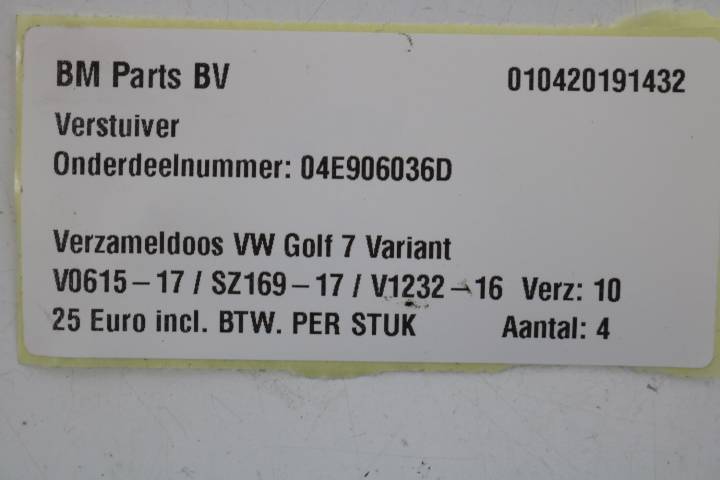 BM Parts BV 010420191432
Verstuiver
Onderdeelnummer: 04E906036D
Verzameldoos VW Golf 7 Variant
V0615-17 / SZ169-17 / V1232-16 Verz: 10
25 Euro incl. BTW. PER STUK Aantal: 4